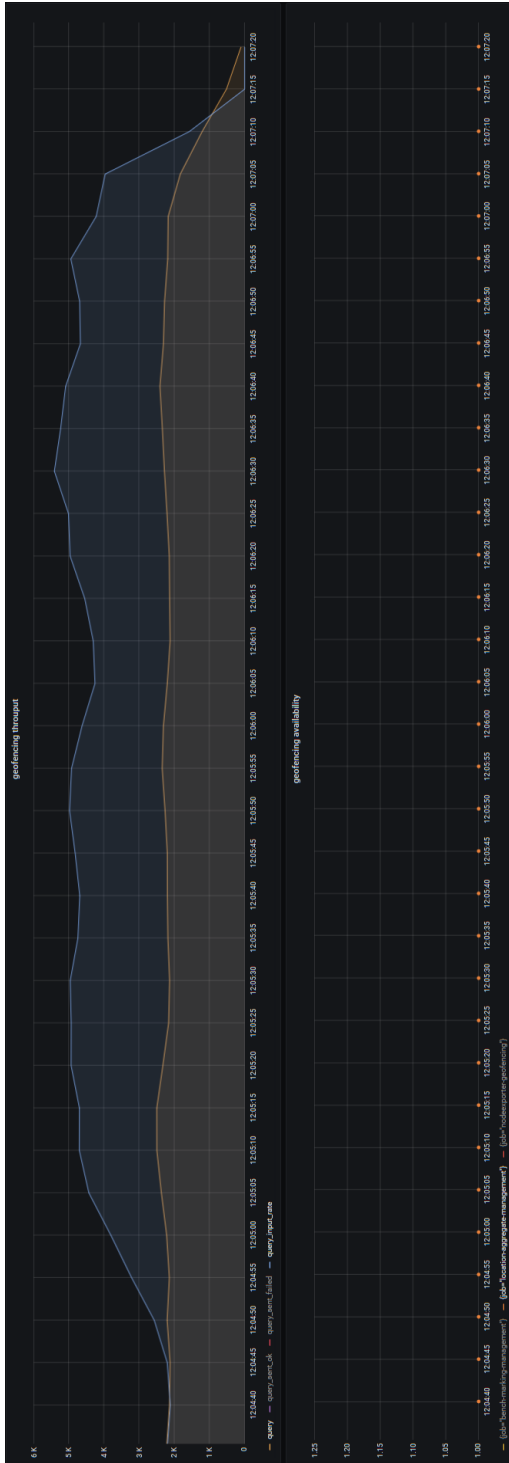 geofencing throuput
6 K
5 K
4 K
3 K
2 K
1 K
0
12:04:40 12:04:45 12:04:50 12:04:55 12:05:00 12:05:05 12:05:10 12:05:15 12:05:20 12:05:25 12:05:30 12:05:35 12:05:40 12:05:45 12:05:50 12:05:55 12:06:00 12:06:05 12:06:10 12:06:15 12:06:20 12:06:25 12:06:30 12:06:35 12:06:40 12:06:45 12:06:50 12:06:55 12:07:00 12:07:05 12:07:10 12:07:15 12:07:20
query query_sent_ok query_sent_failed query_input_rate
geofencing availability
1.25
1.20
1.15
1.10
1.05
1.00
12:04:40 12:04:45 12:04:50 12:04:55 12:05:00 12:05:05 12:05:10 12:05:15 12:05:20 12:05:25 12:05:30 12:05:35 12:05:40 12:05:45 12:05:50 12:05:55 12:06:00 12:06:05 12:06:10 12:06:15 12:06:20 12:06:25 12:06:30 12:06:35 12:06:40 12:06:45 12:06:50 12:06:55 12:07:00 12:07:05 12:07:10 12:07:15 12:07:20
{job="bench-marking-management"} {job="location-aggregate-management"} {job="nodeexporter-geofencing"}